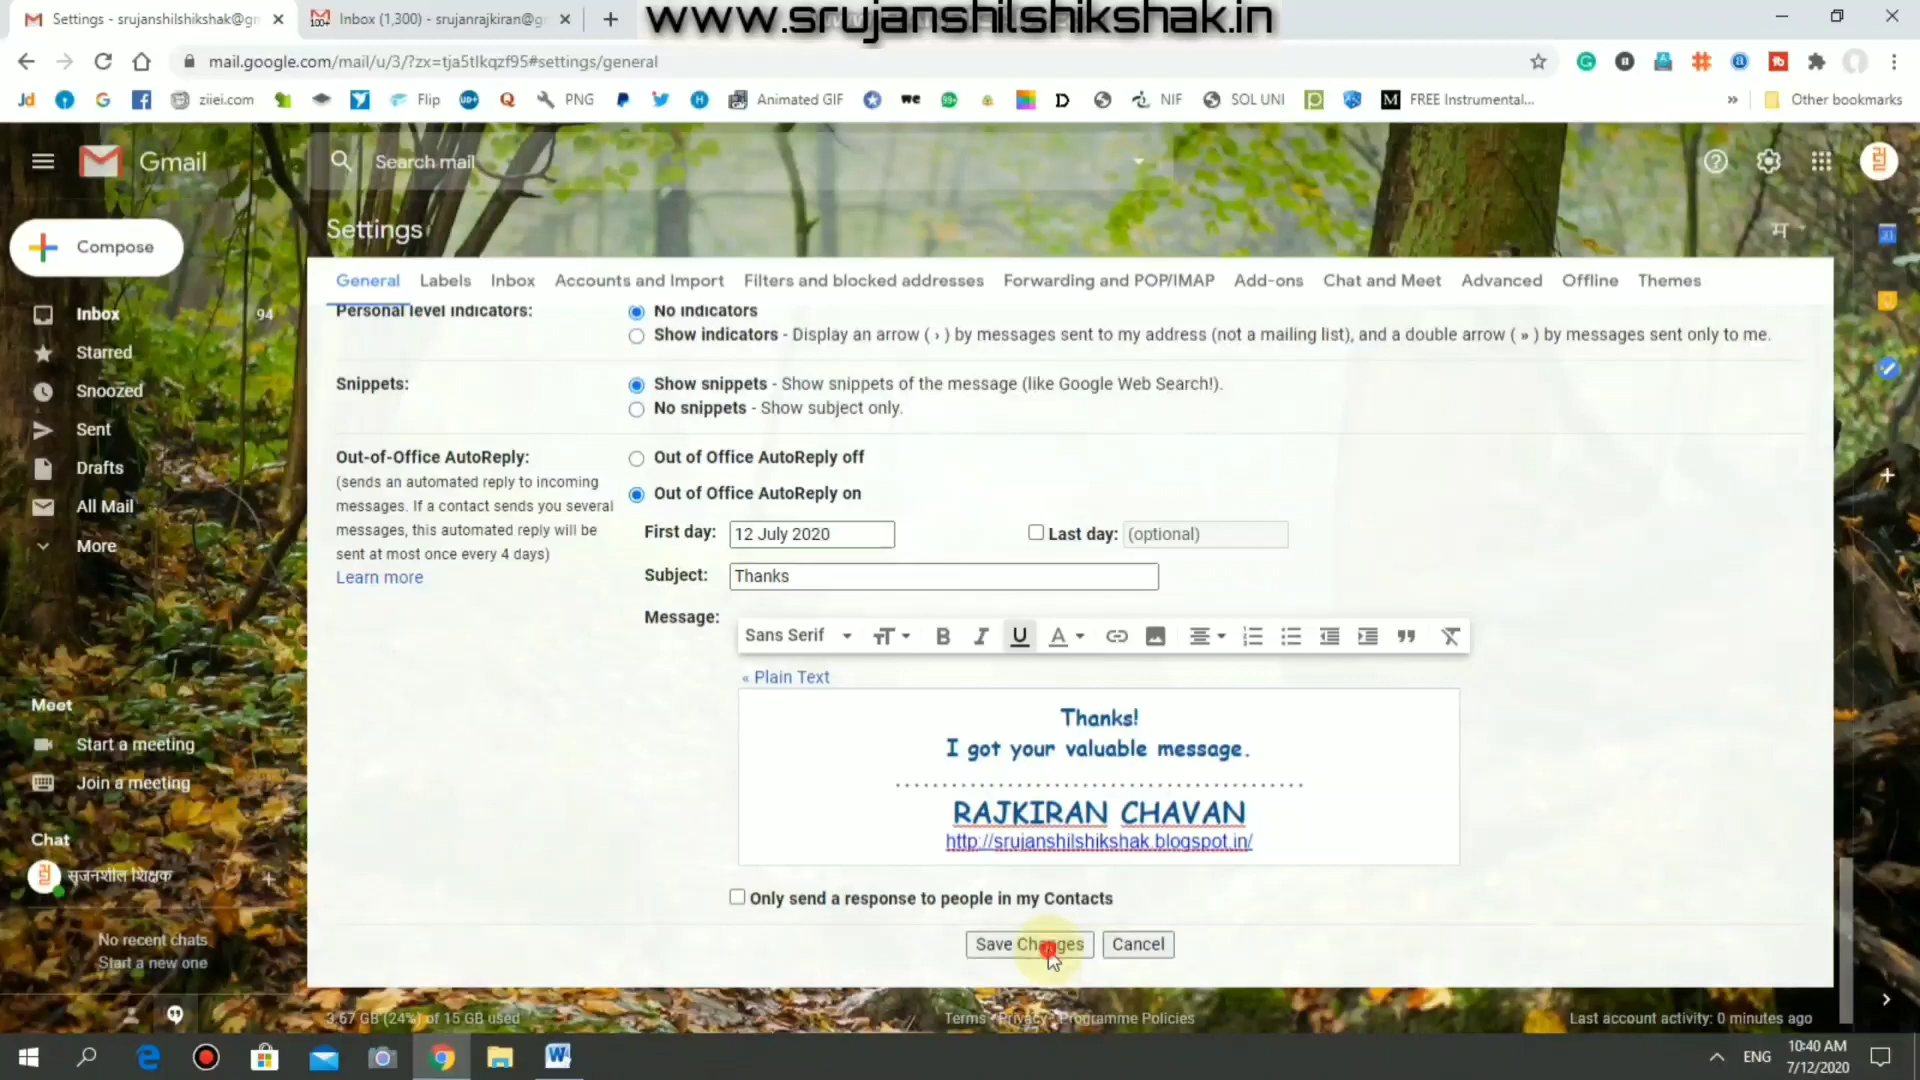 Settings - srujanshilshikshak@gm
Inbox (1,300) - srujanrajkiran@g
www.srujanshilshikshak.in
mail.google.com/mail/u/3/?zx=tja5tlkqzf95#settings/general
Jd
ziiei.com
Flip
PNG
Animated GIF
we
NIF
SOL UNI
FREE Instrumental...
»
Other bookmarks
Gmail
Search mail
Compose
Settings
म
General Labels Inbox Accounts and Import Filters and blocked addresses Forwarding and POP/IMAP Add-ons Chat and Meet Advanced Offline Themes
Inbox 94
Starred
Snoozed
Sent
Drafts
All Mail
More
Meet
Start a meeting
Join a meeting
Chat
सृजनशील शिक्षक
No recent chats
Start a new one
Personal level indicators:
No indicators
Show indicators - Display an arrow ( › ) by messages sent to my address (not a mailing list), and a double arrow ( » ) by messages sent only to me.
Snippets:
Show snippets - Show snippets of the message (like Google Web Search!).
No snippets - Show subject only.
Out-of-Office AutoReply:
(sends an automated reply to incoming
messages. If a contact sends you several
messages, this automated reply will be
sent at most once every 4 days)
Learn more
Out of Office AutoReply off
Out of Office AutoReply on
First day: 12 July 2020 Last day: (optional)
Subject: Thanks
Message:
Sans Serif
« Plain Text
Thanks!
I got your valuable message.
RAJKIRAN CHAVAN
http://srujanshilshikshak.blogspot.in/
Only send a response to people in my Contacts
Save Changes Cancel
3.67 GB (24%) of 15 GB used
Terms · Privacy · Programme Policies
Last account activity: 0 minutes ago
ENG
10:40 AM
7/12/2020